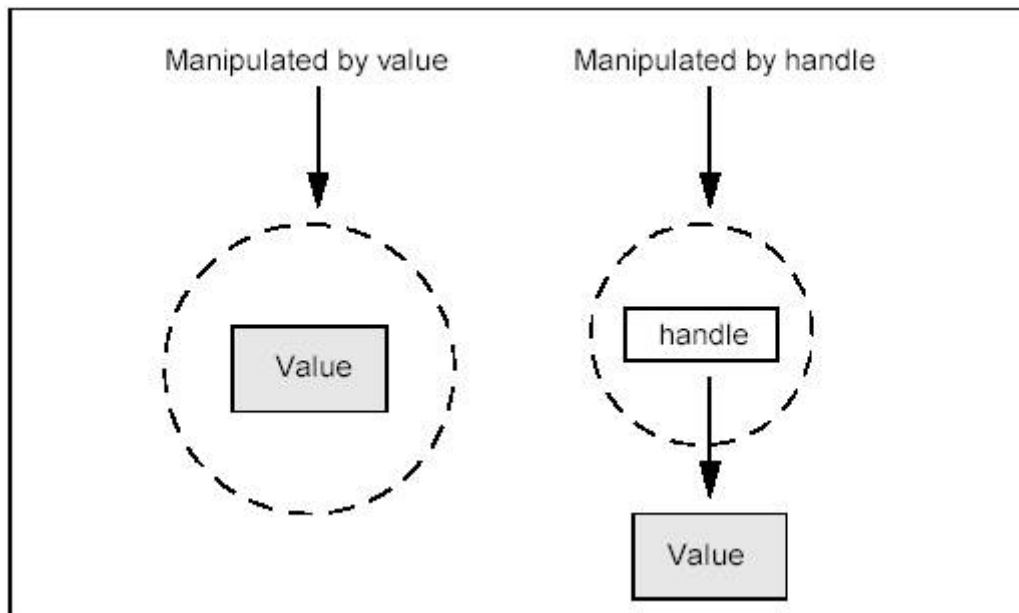 Manipulated by value
Manipulated by handle
Value
handle
Value